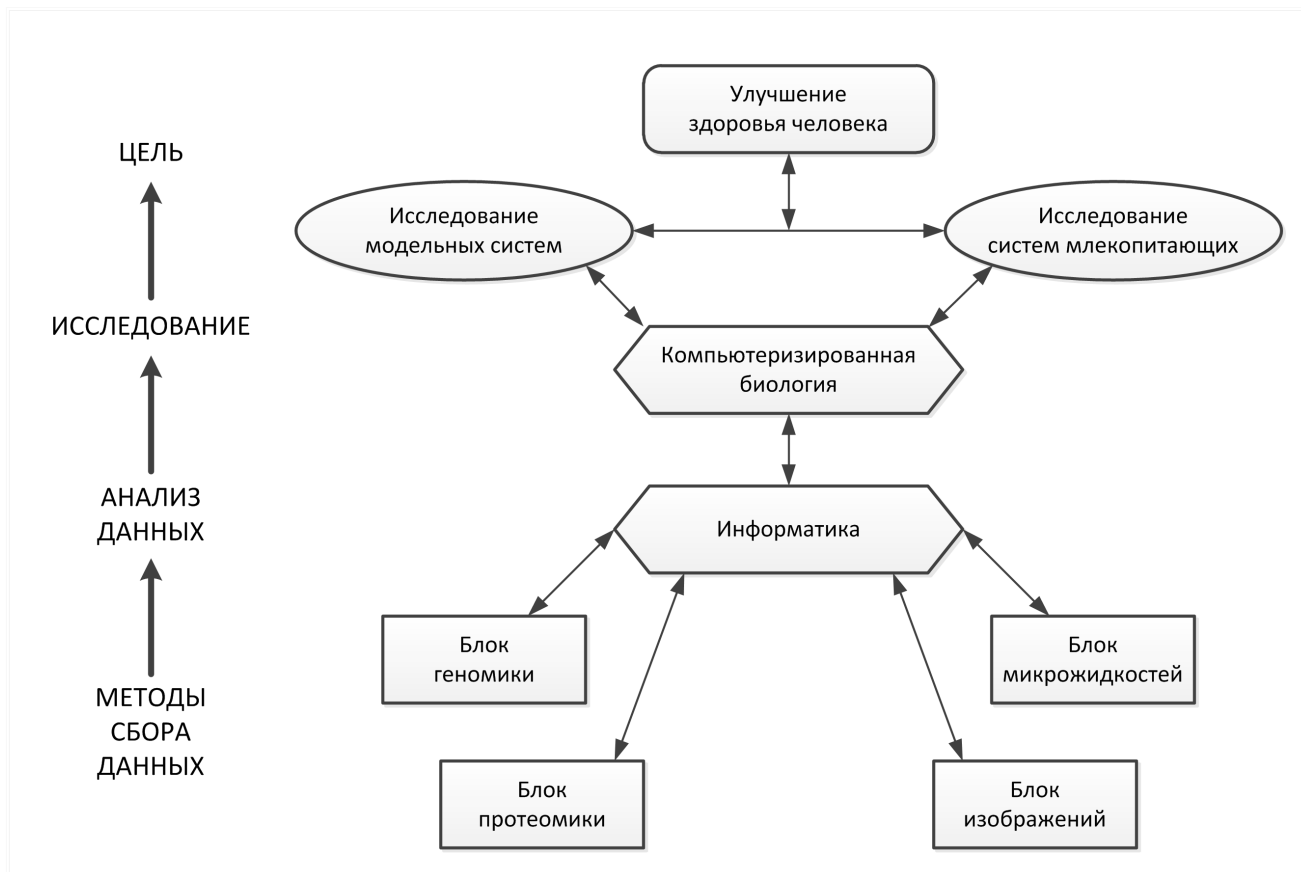 ЦЕЛЬ
ИССЛЕДОВАНИЕ
АНАЛИЗ
ДАННЫХ
МЕТОДЫ
СБОРА
ДАННЫХ
Улучшение
здоровья человека
Исследование
модельных систем
Исследование
систем млекопитающих
Компьютеризированная
биология
Информатика
Блок
геномики
Блок
микрожидкостей
Блок
протеомики
Блок
изображений